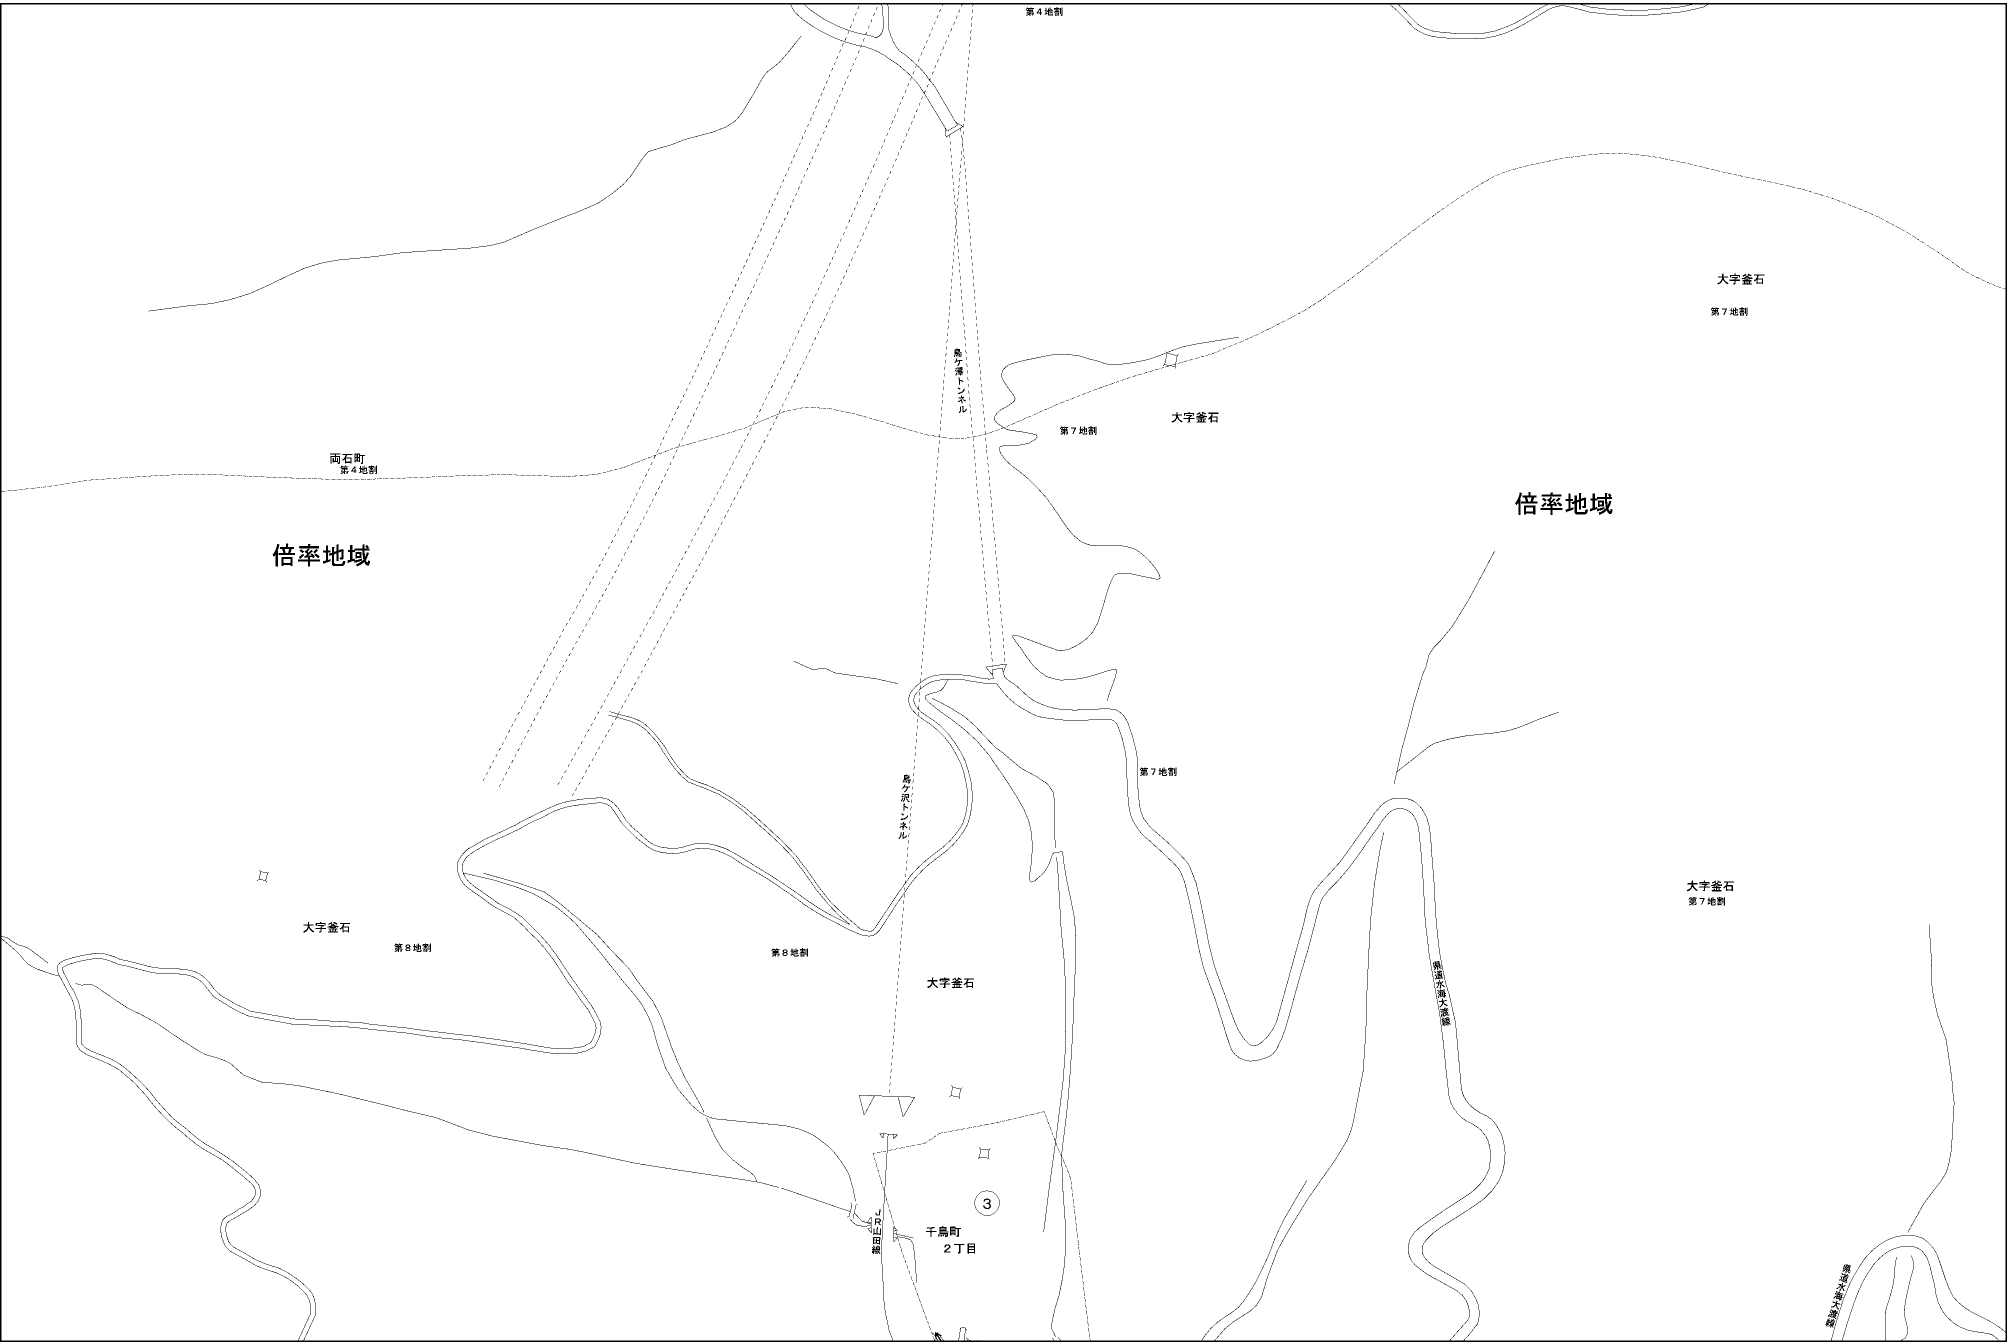 第４地割
大字釜石
第７地割
鳥ケ澤トンネル
大字釜石
第７地割
両石町
第４地割
倍率地域
倍率地域
第７地割
鳥ケ沢トンネル
大字釜石
第７地割
大字釜石
第８地割
第８地割
大字釜石
県道水海大渡線
3
ＪＲ山田線
千鳥町
２丁目
県道水海大渡線